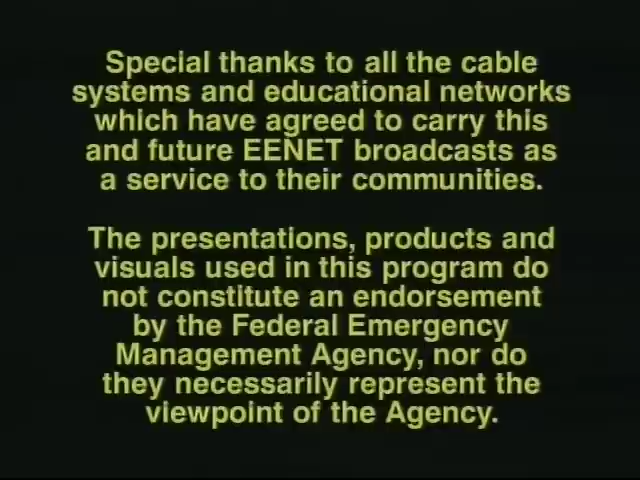 Special thanks to all the cable
systems and educational networks
which have agreed to carry this
and future EENET broadcasts as
a service to their communities.
The presentations, products and
visuals used in this program do
not constitute an endorsement
by the Federal Emergency
Management Agency, nor do
they necessarily represent the
viewpoint of the Agency.